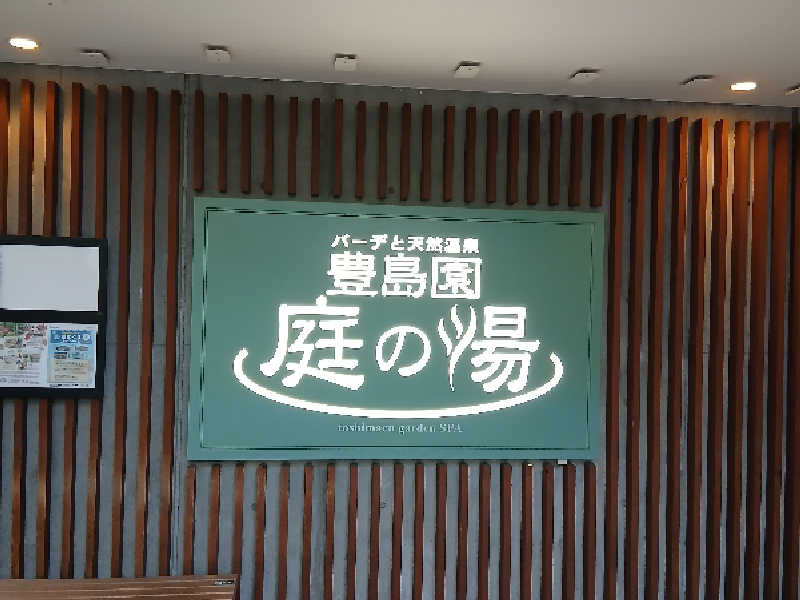 バーデと天然温泉
豊島園
庭の湯
toshimaen garden SPA